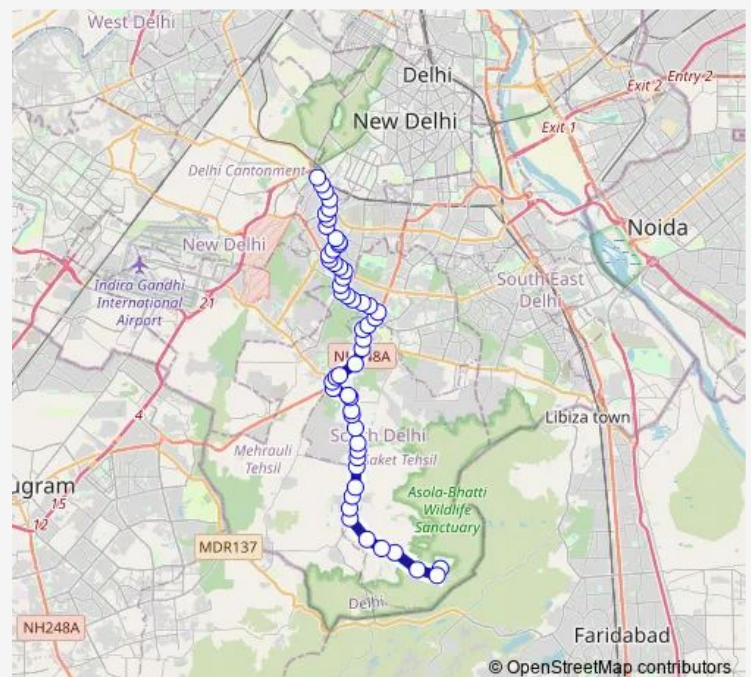 West Delhi
Delhi
Entry 2
Exit 2
New Delhi
Exit 1
Delhi Cantonment
Noida
New Delhi
Indira Gandhi
International
Airport
21
South East
Delhi
4
Libiza town
South Delhi
Mehrauli
Tehsil
Saket Tehsil
ugram
15
12
Asola-Bhatti
Wildlife
Sanctuary
MDR137
Delhi
NH248A
Faridabad
© OpenStreetMap contributors